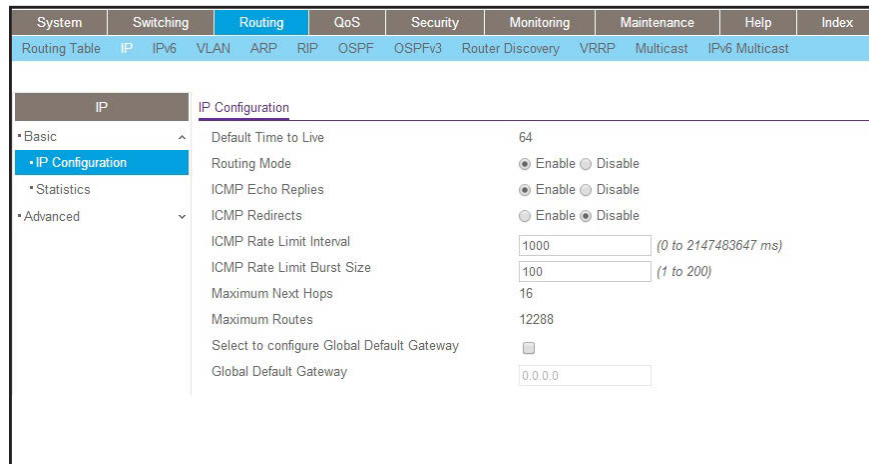 System Switching Routing QoS Security Monitoring Maintenance Help Index
Routing Table IP IPv6 VLAN ARP RIP OSPF OSPFv3 Router Discovery VRRP Multicast IPv6 Multicast
IP
Basic
IP Configuration
Statistics
Advanced
IP Configuration
Default Time to Live 64
Routing Mode Enable Disable
ICMP Echo Replies Enable Disable
ICMP Redirects Enable Disable
ICMP Rate Limit Interval 1000 (0 to 2147483647 ms)
ICMP Rate Limit Burst Size 100 (1 to 200)
Maximum Next Hops 16
Maximum Routes 12288
Select to configure Global Default Gateway
Global Default Gateway 0.0.0.0